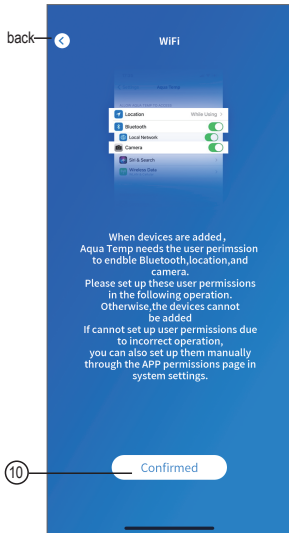 back
WiFi
Location While Using
Bluetooth
Local Network
Camera
Siri & Search
Wireless Data
When devices are added,
Aqua Temp needs the user perimssion
to endble Bluetooth,location,and
camera.
Please set up these user permissions
in the following operation.
Otherwise,the devices cannot
be added
If cannot set up user permissions due
to incorrect operation,
you can also set up them manually
through the APP permissions page in
system settings.
10 Confirmed